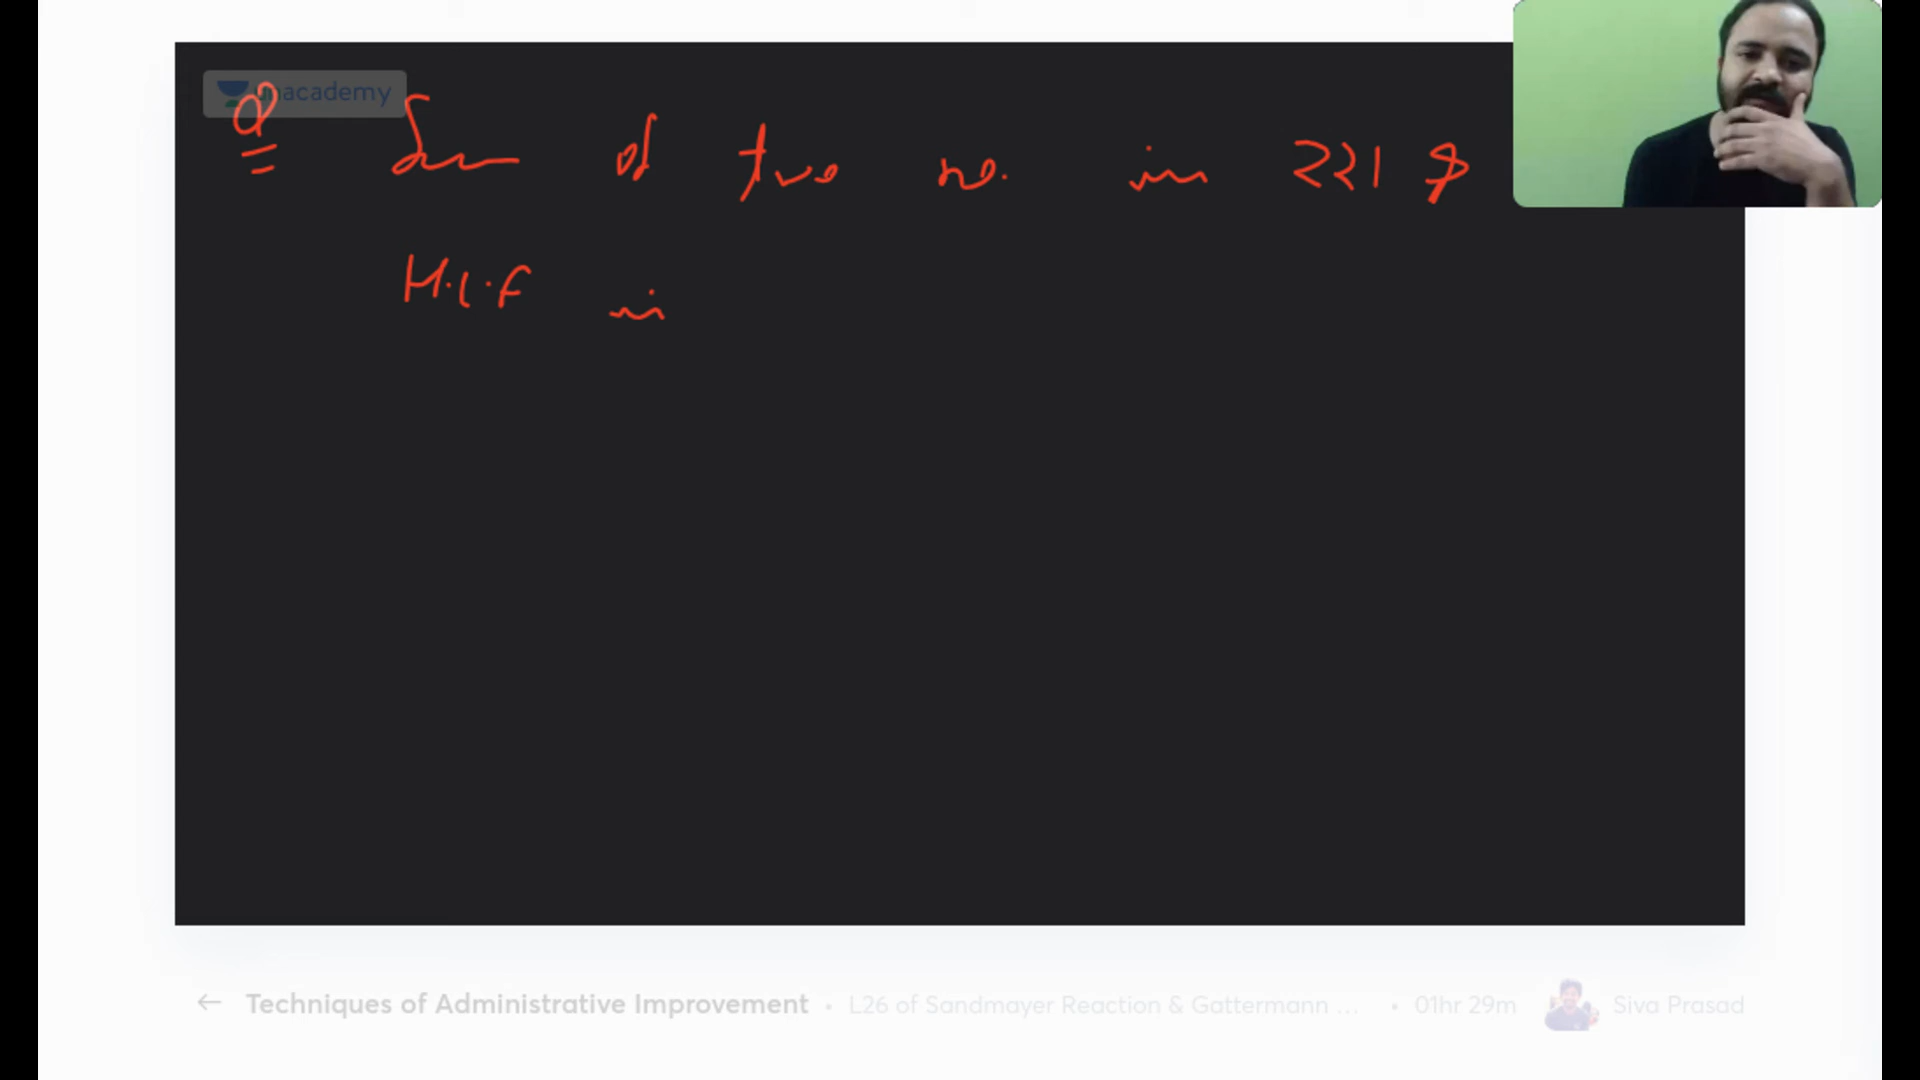 unacademy
Q Sum of two no. is 221 &
H.C.F is
← Techniques of Administrative Improvement • L26 of Sandmayer Reaction & Gattermann ... • 01hr 29m Siva Prasad